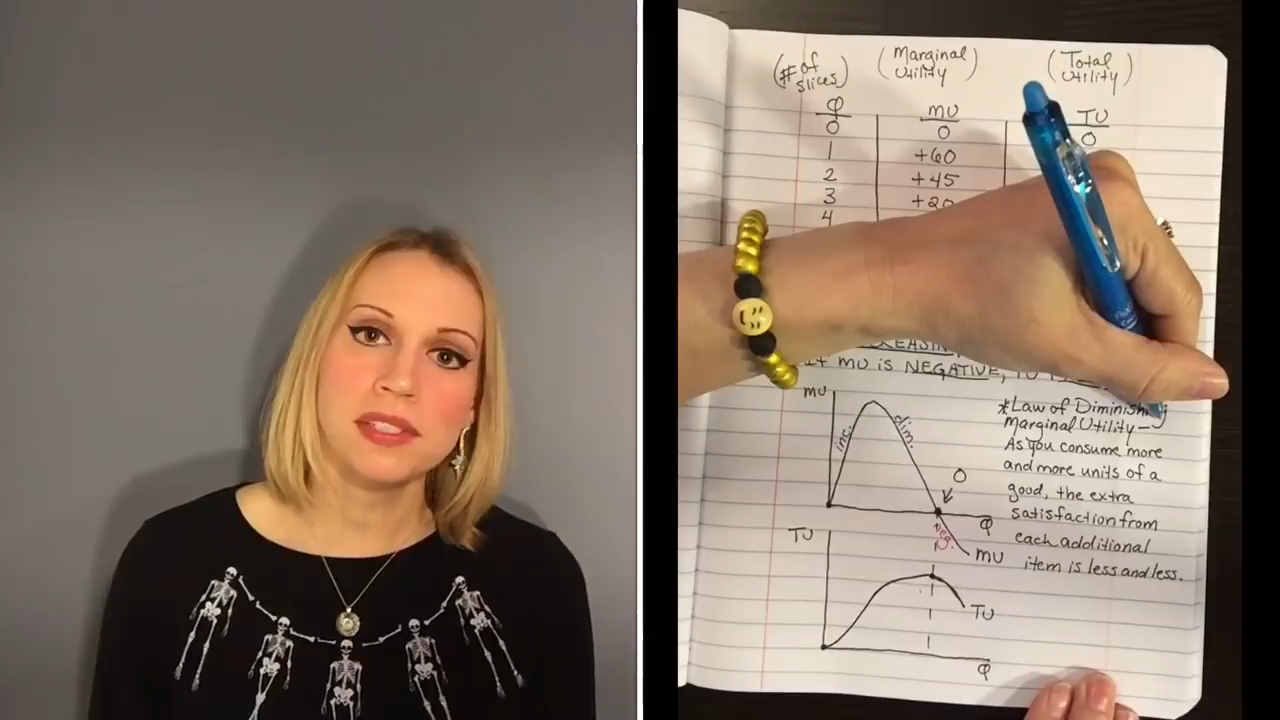 (# of slices) (Marginal Utility) (Total Utility)
Q MU TU
0 0 0
1 +60
2 +45
3 +20
4
MU is NEGATIVE, TU
MU
inc.
dim.
0
Q
neg.
MU
*Law of Diminishing
Marginal Utility—
As you consume more
and more units of a
good, the extra
satisfaction from
each additional
item is less and less.
TU
TU
Q